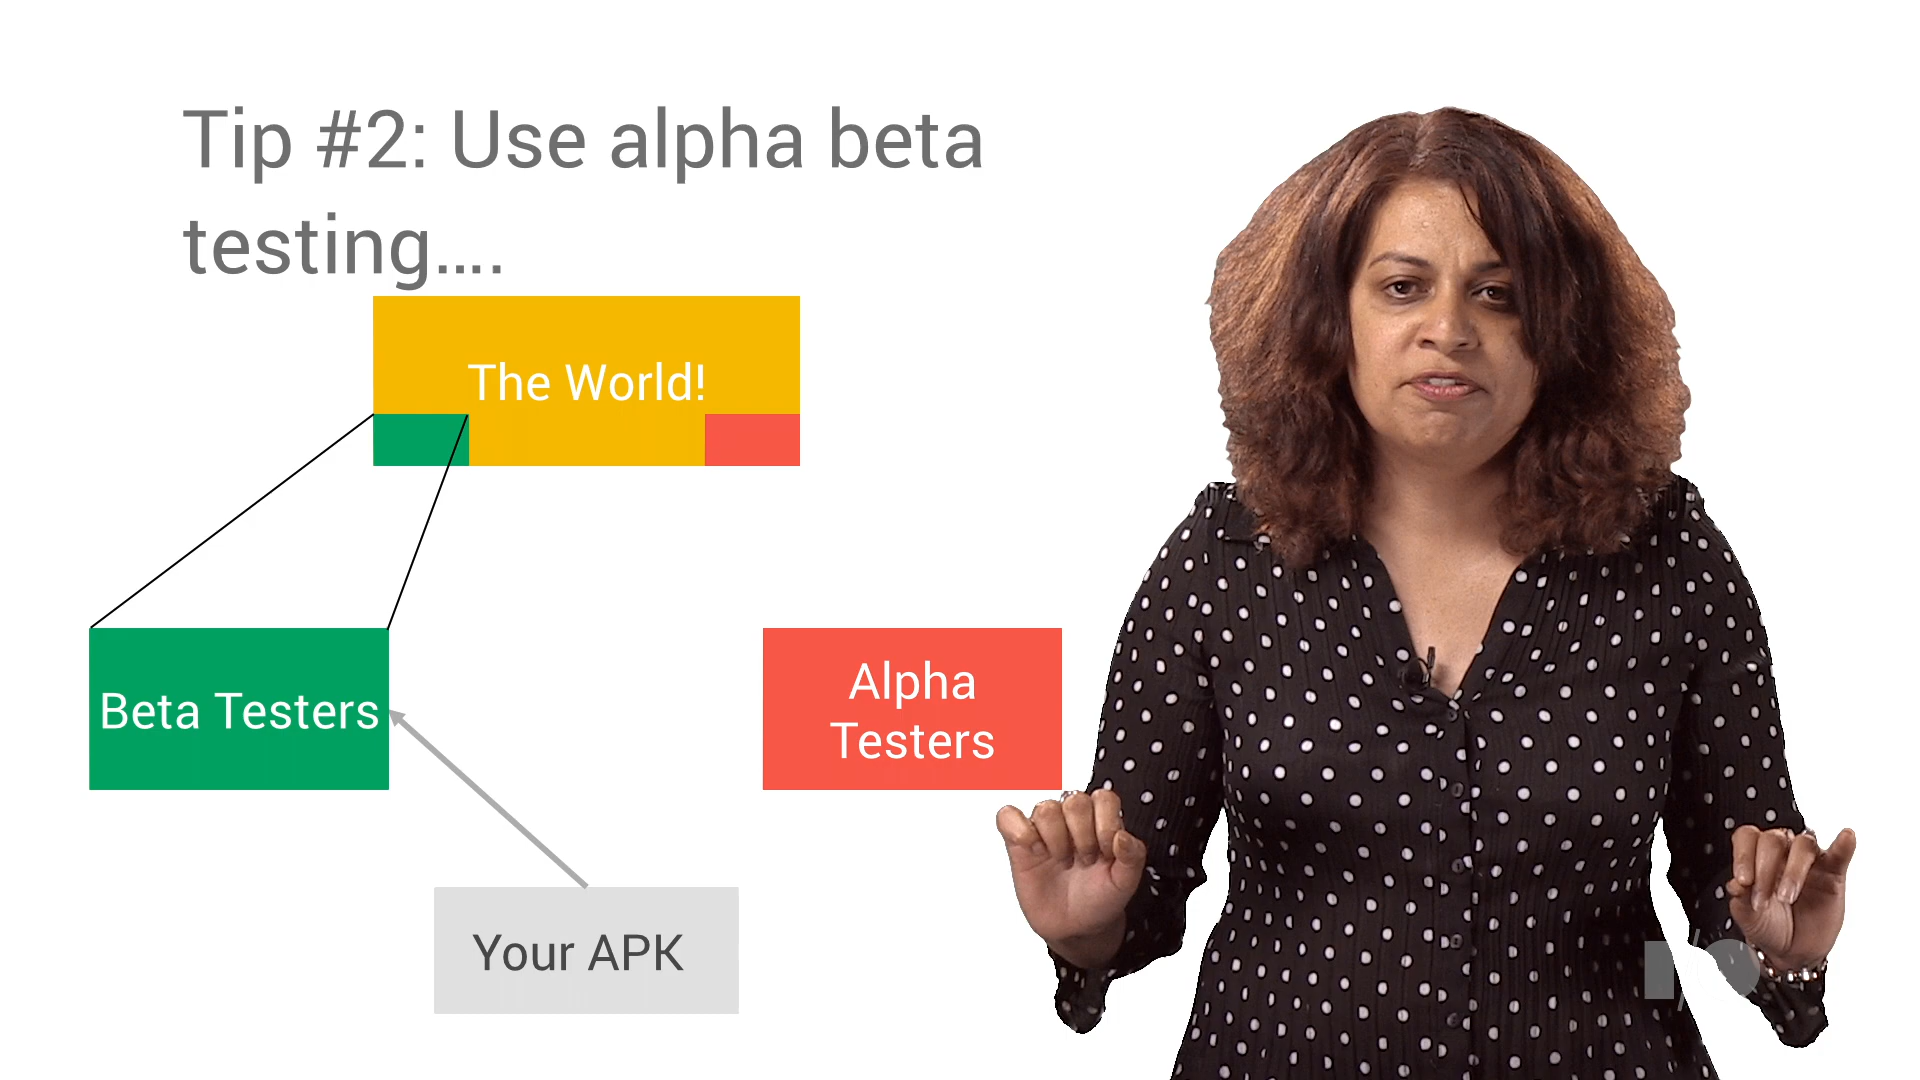 Tip #2: Use alpha beta
testing....
The World!
Beta Testers
Alpha
Testers
Your APK
I/O